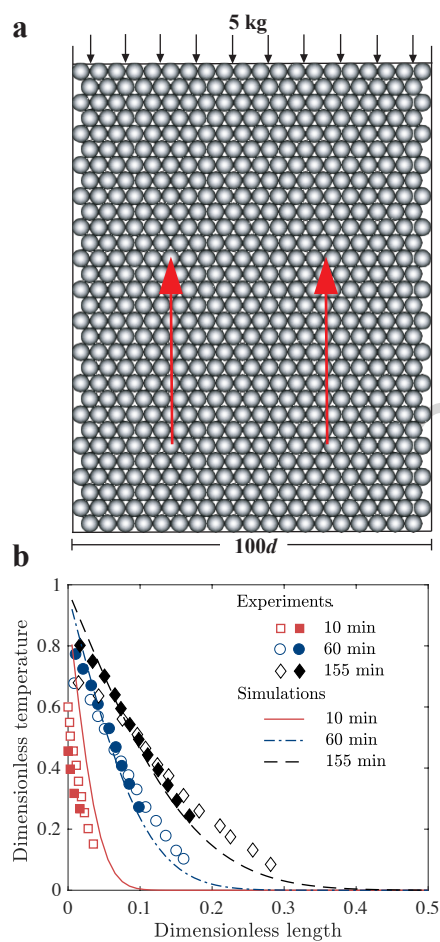 a
5 kg
100d
b
Dimensionless temperature
1
0.8
0.6
0.4
0.2
0
0 0.1 0.2 0.3 0.4 0.5
Dimensionless length
Experiments.
10 min
60 min
155 min
Simulations
10 min
60 min
155 min